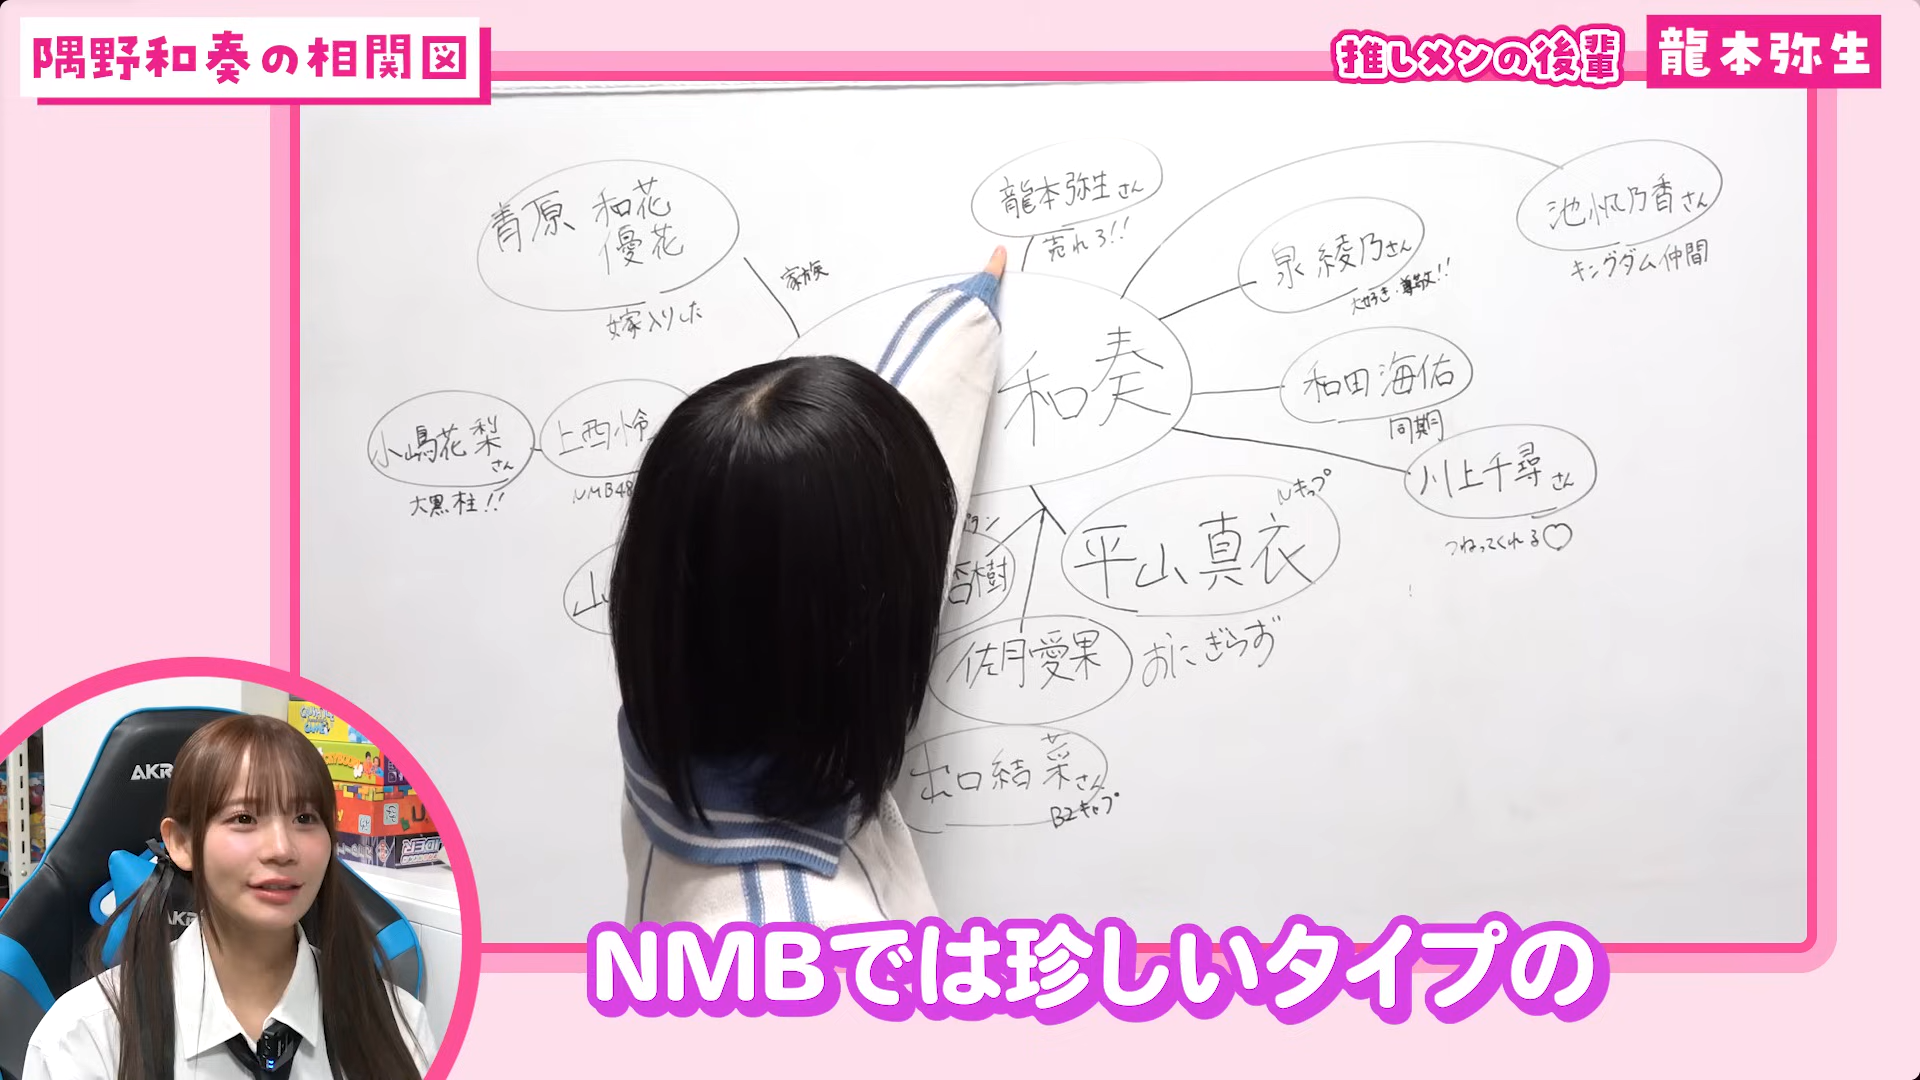 隅野和奏の相関図
推しメンの後輩 龍本弥生
青原 和花
優花
嫁入りした
家族
龍本弥生さん
売れろ!!
池帆乃香さん
キングダム仲間
泉 綾乃さん
大好き・尊敬!!
和田海佑
同期
川上千尋さん
つねってくれる♡
和奏
小嶋花梨さん
大黒柱!!
上西怜
NMB48
山
杏樹
平山真衣
Nキャプ
おにぎらず
佐月愛果
出口結菜さん
B2キャプ
AKR
AKR
NMBでは珍しいタイプの